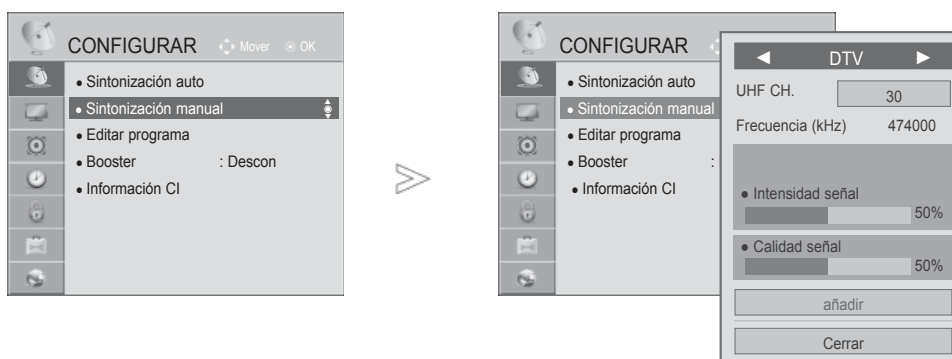 CONFIGURAR Mover OK
• Sintonización auto
• Sintonización manual
• Editar programa
• Booster : Descon
• Información CI
CONFIGURAR
• Sintonización auto
• Sintonización manual
• Editar programa
• Booster :
• Información CI
◄ DTV ►
UHF CH. 30
Frecuencia (kHz) 474000
• Intensidad señal
50%
• Calidad señal
50%
añadir
Cerrar